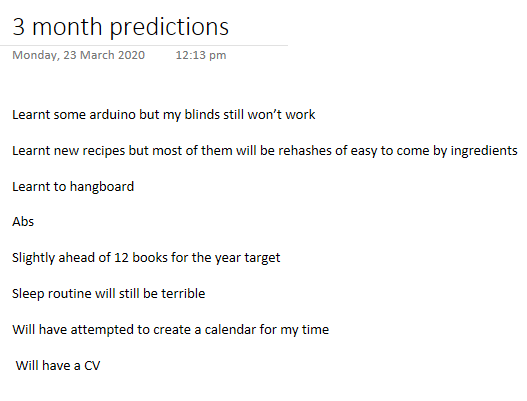 3 month predictions
Monday, 23 March 2020 12:13 pm
Learnt some arduino but my blinds still won't work
Learnt new recipes but most of them will be rehashes of easy to come by ingredients
Learnt to hangboard
Abs
Slightly ahead of 12 books for the year target
Sleep routine will still be terrible
Will have attempted to create a calendar for my time
Will have a CV